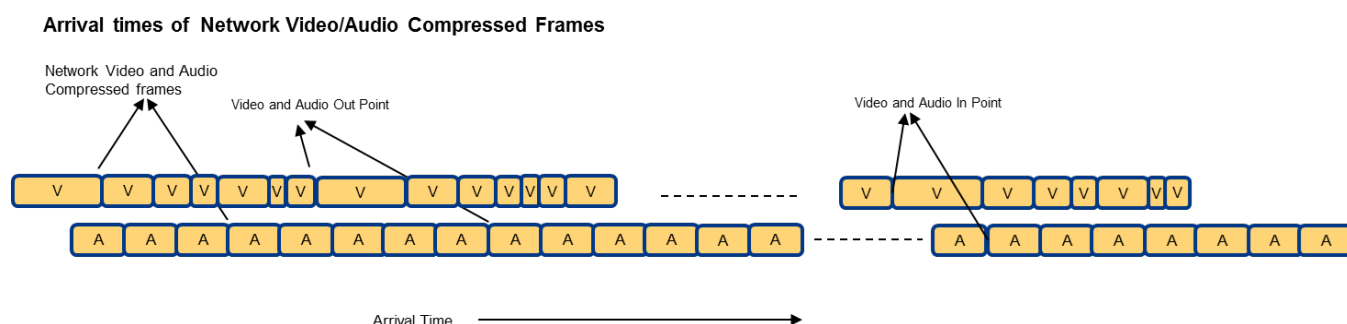 Arrival times of Network Video/Audio Compressed Frames
Network Video and Audio
Compressed frames
Video and Audio Out Point
Video and Audio In Point
V V V V V V V V V V V V V V V V V V V V V V
A A A A A A A A A A A A A A A A A A A A A A
Arrival Time